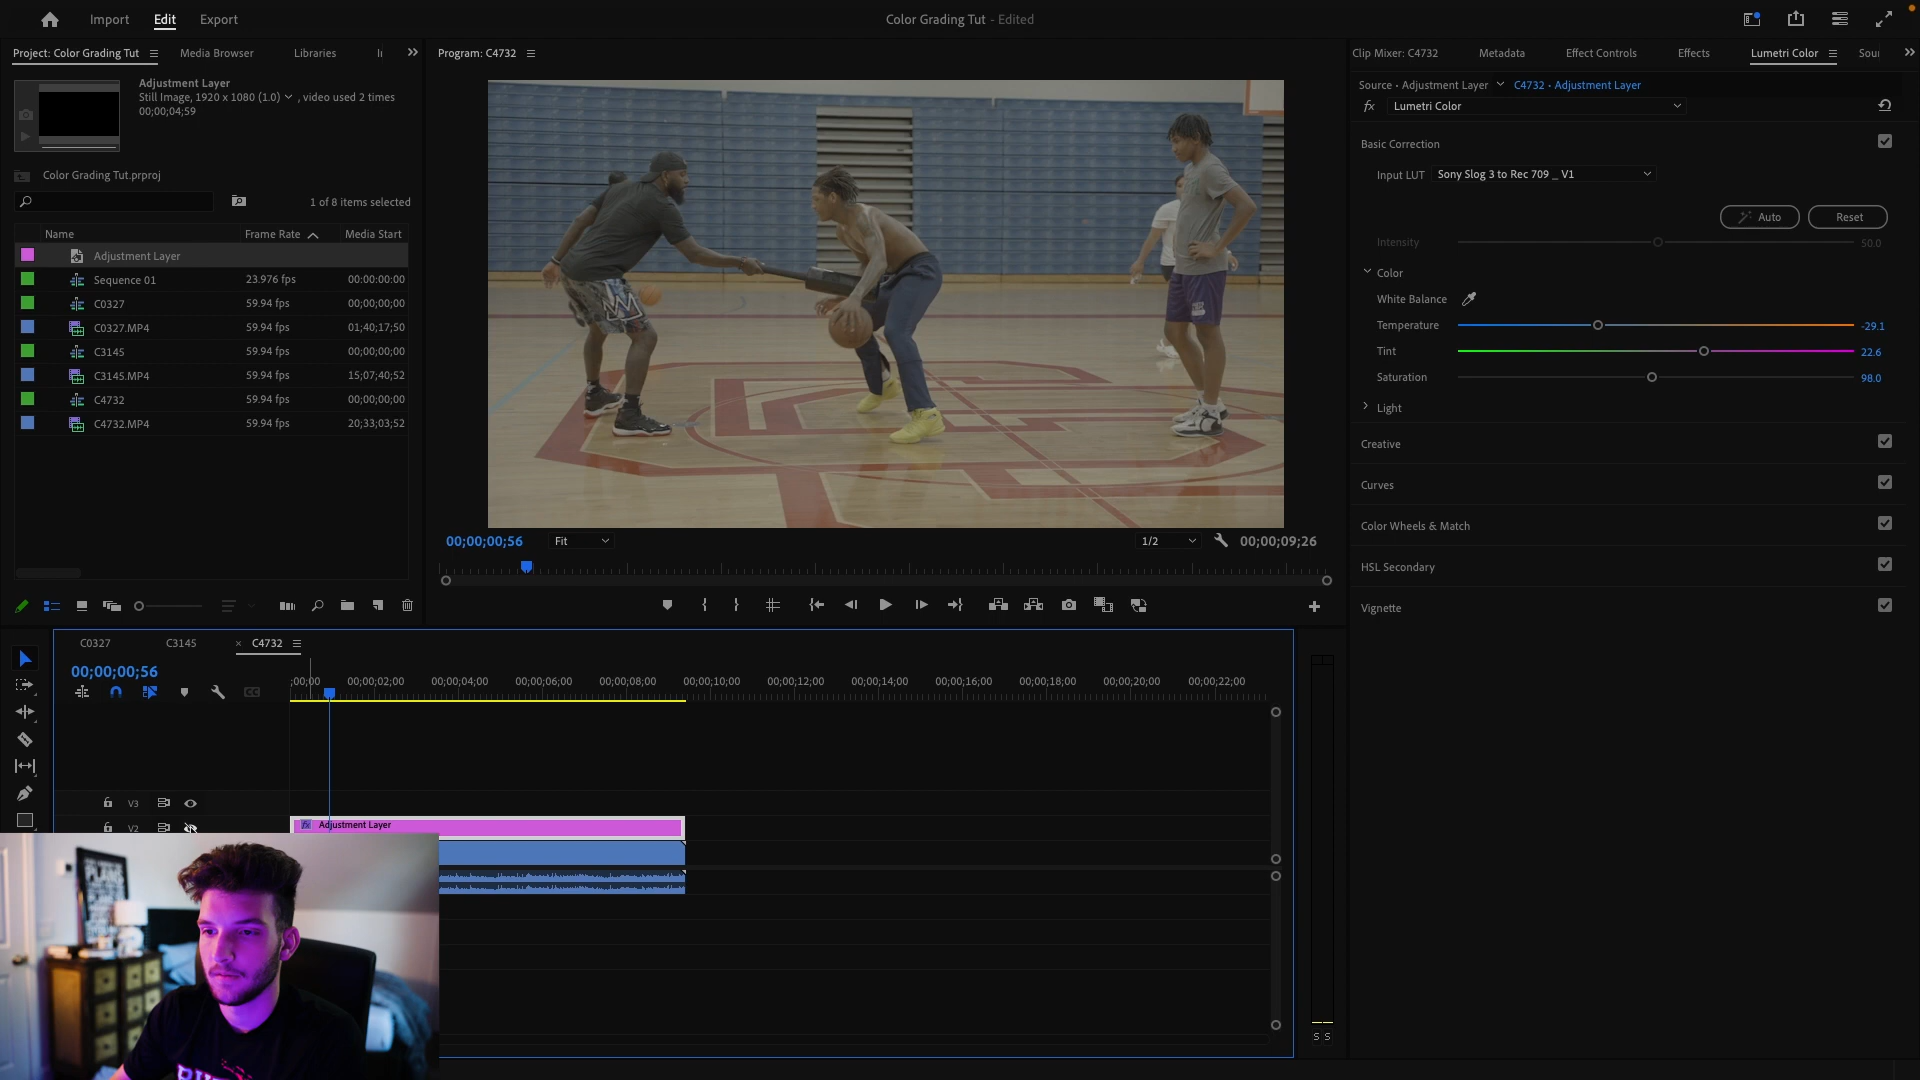 Import
Edit
Export
Color Grading Tut - Edited
Project: Color Grading Tut
Media Browser
Libraries
Program: C4732
Clip Mixer: C4732
Metadata
Effect Controls
Effects
Lumetri Color
Adjustment Layer
Still Image, 1920 x 1080 (1.0) , video used 2 times
00;00;04;59
Source • Adjustment Layer
C4732 • Adjustment Layer
fx
Lumetri Color
Basic Correction
Input LUT
Sony Slog 3 to Rec 709 _ V1
Color Grading Tut.prproj
1 of 8 items selected
Auto
Reset
Intensity
50.0
Color
White Balance
Temperature
-29.1
Tint
22.6
Saturation
98.0
Light
Creative
Curves
Color Wheels & Match
HSL Secondary
Vignette
Name
Frame Rate
Media Start
Adjustment Layer
Sequence 01
23.976 fps
00:00:00:00
C0327
59.94 fps
00;00;00;00
C0327.MP4
59.94 fps
01;40;17;50
C3145
59.94 fps
00;00;00;00
C3145.MP4
59.94 fps
15;07;40;52
C4732
59.94 fps
00;00;00;00
C4732.MP4
59.94 fps
20;33;03;52
00;00;00;56
Fit
1/2
00;00;09;26
C0327
C3145
× C4732
00;00;00;56
;00;00
00;00;02;00
00;00;04;00
00;00;06;00
00;00;08;00
00;00;10;00
00;00;12;00
00;00;14;00
00;00;16;00
00;00;18;00
00;00;20;00
00;00;22;00
V3
V2
fx
Adjustment Layer
S S